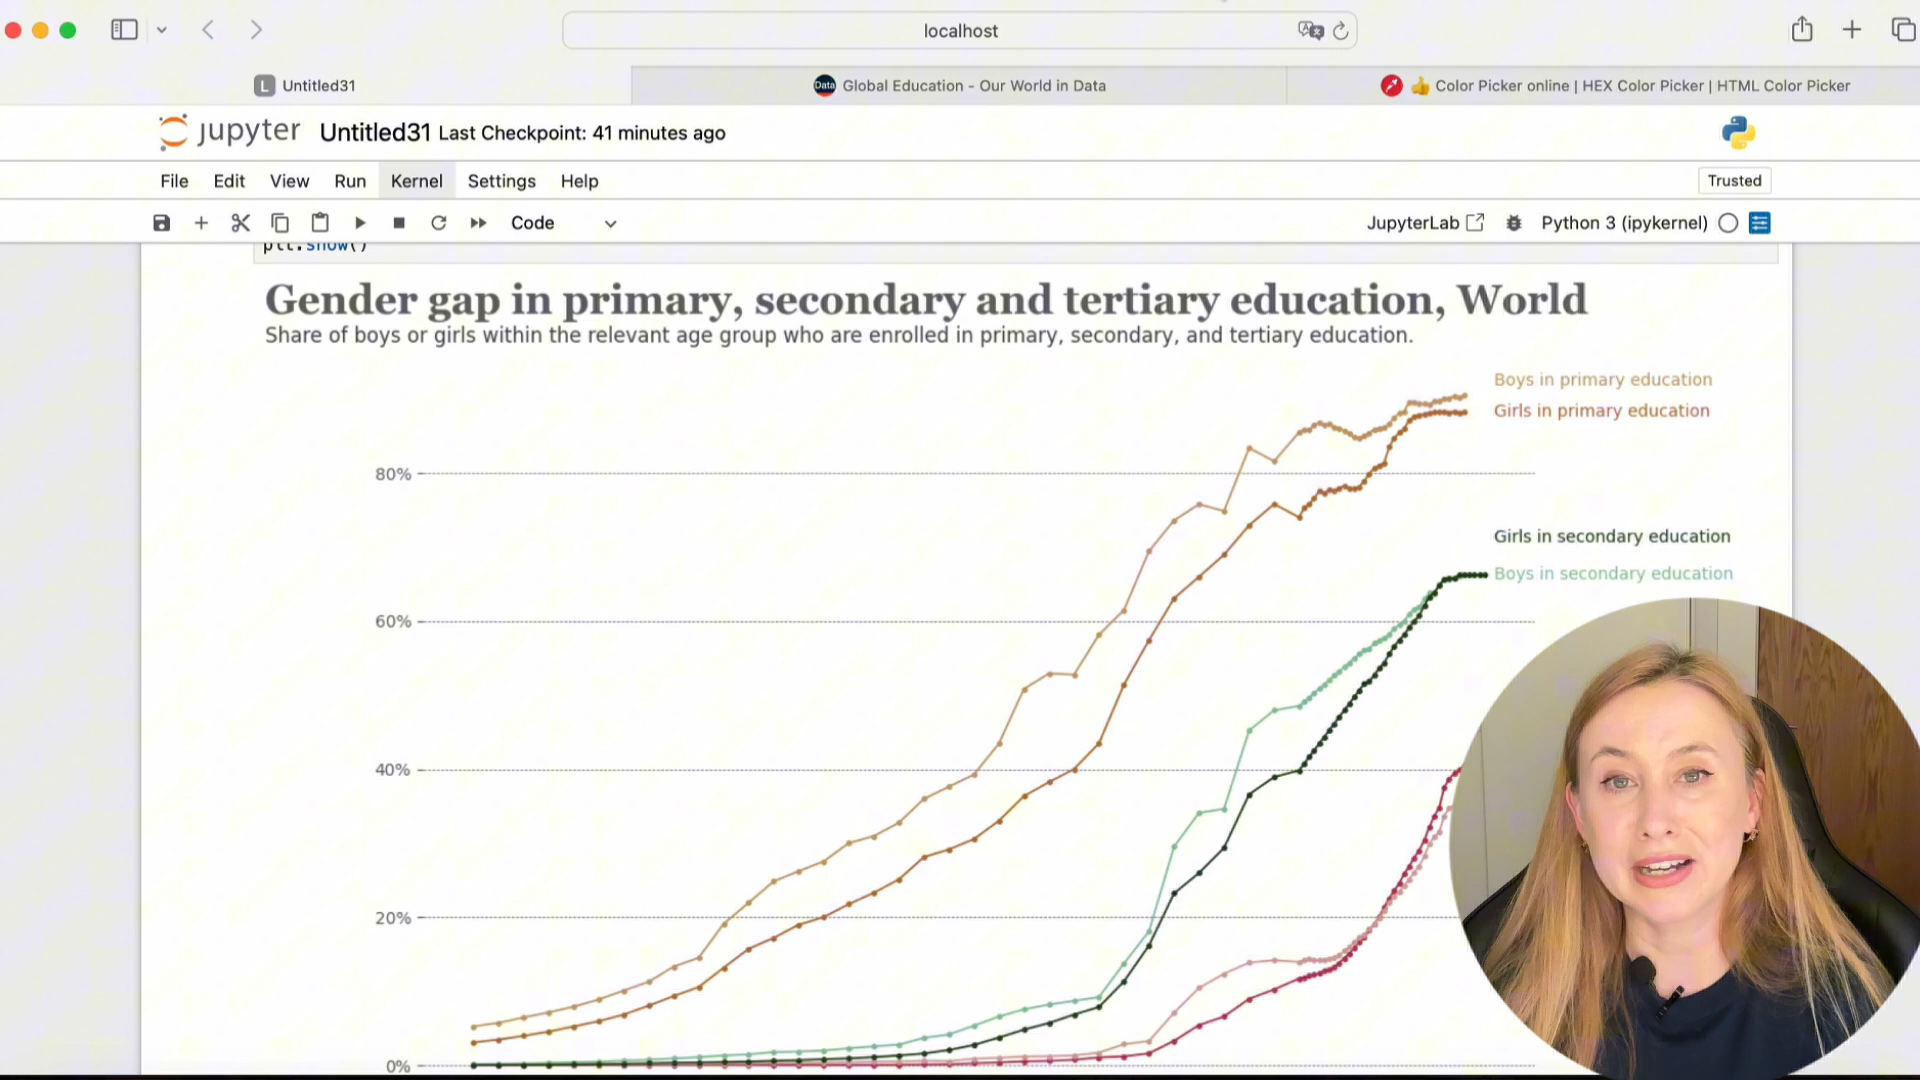 localhost
L Untitled31
Data Global Education - Our World in Data
Color Picker online | HEX Color Picker | HTML Color Picker
jupyter Untitled31 Last Checkpoint: 41 minutes ago
File Edit View Run Kernel Settings Help
Trusted
Code
JupyterLab
Python 3 (ipykernel)
plt.show()
Gender gap in primary, secondary and tertiary education, World
Share of boys or girls within the relevant age group who are enrolled in primary, secondary, and tertiary education.
Boys in primary education
Girls in primary education
80%
Girls in secondary education
Boys in secondary education
60%
40%
20%
0%